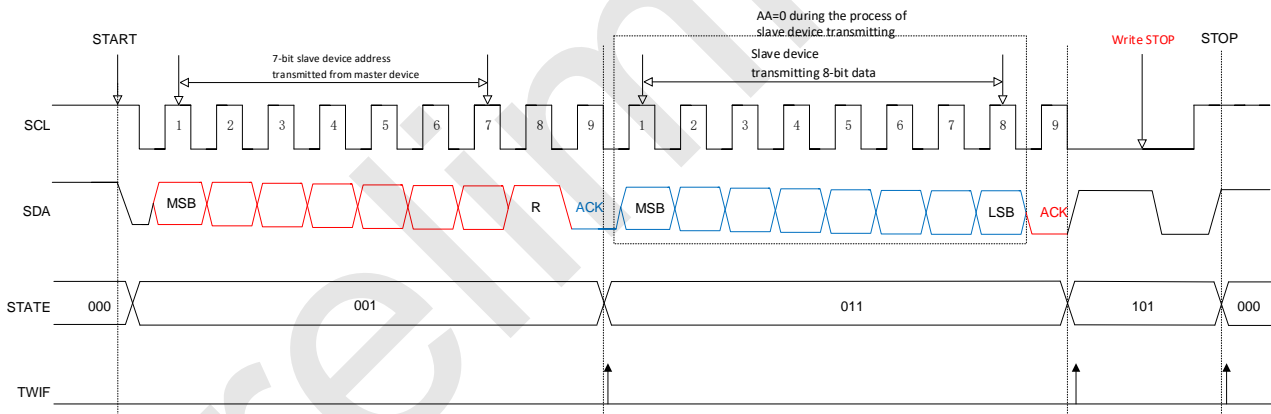 AA=0 during the process of
slave device transmitting
START
7-bit slave device address
transmitted from master device
Slave device
transmitting 8-bit data
Write STOP
STOP
SCL
1 2 3 4 5 6 7 8 9 1 2 3 4 5 6 7 8 9
SDA
MSB R ACK MSB LSB ACK
STATE
000 001 011 101 000
TWIF
relim